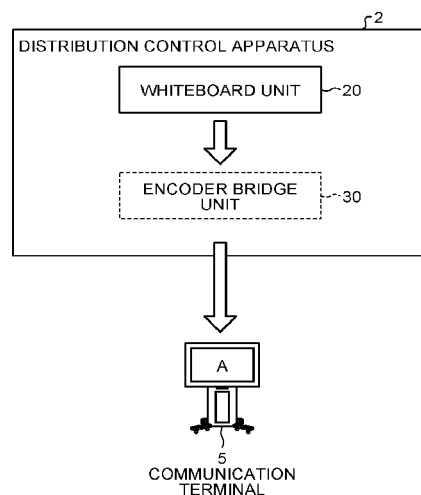 2
DISTRIBUTION CONTROL APPARATUS
WHITEBOARD UNIT
20
ENCODER BRIDGE
UNIT
30
A
5
COMMUNICATION
TERMINAL